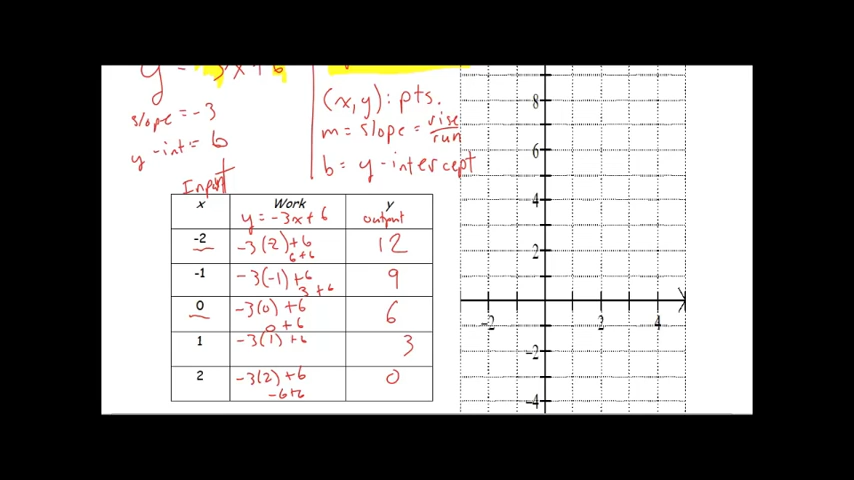 y = -3x+6
slope = -3
y-int = 6
(x,y): pts.
m = slope = rise/run
b = y-intercept
Input
x Work y
y = -3x+6 output
-2 -3(2)+6 12
6+6
-1 -3(-1)+6 9
3+6
0 -3(0)+6 6
0+6
1 -3(1)+6 3
2 -3(2)+6 0
-6+6
8
6
4
2
-2 2 4
-2
-4